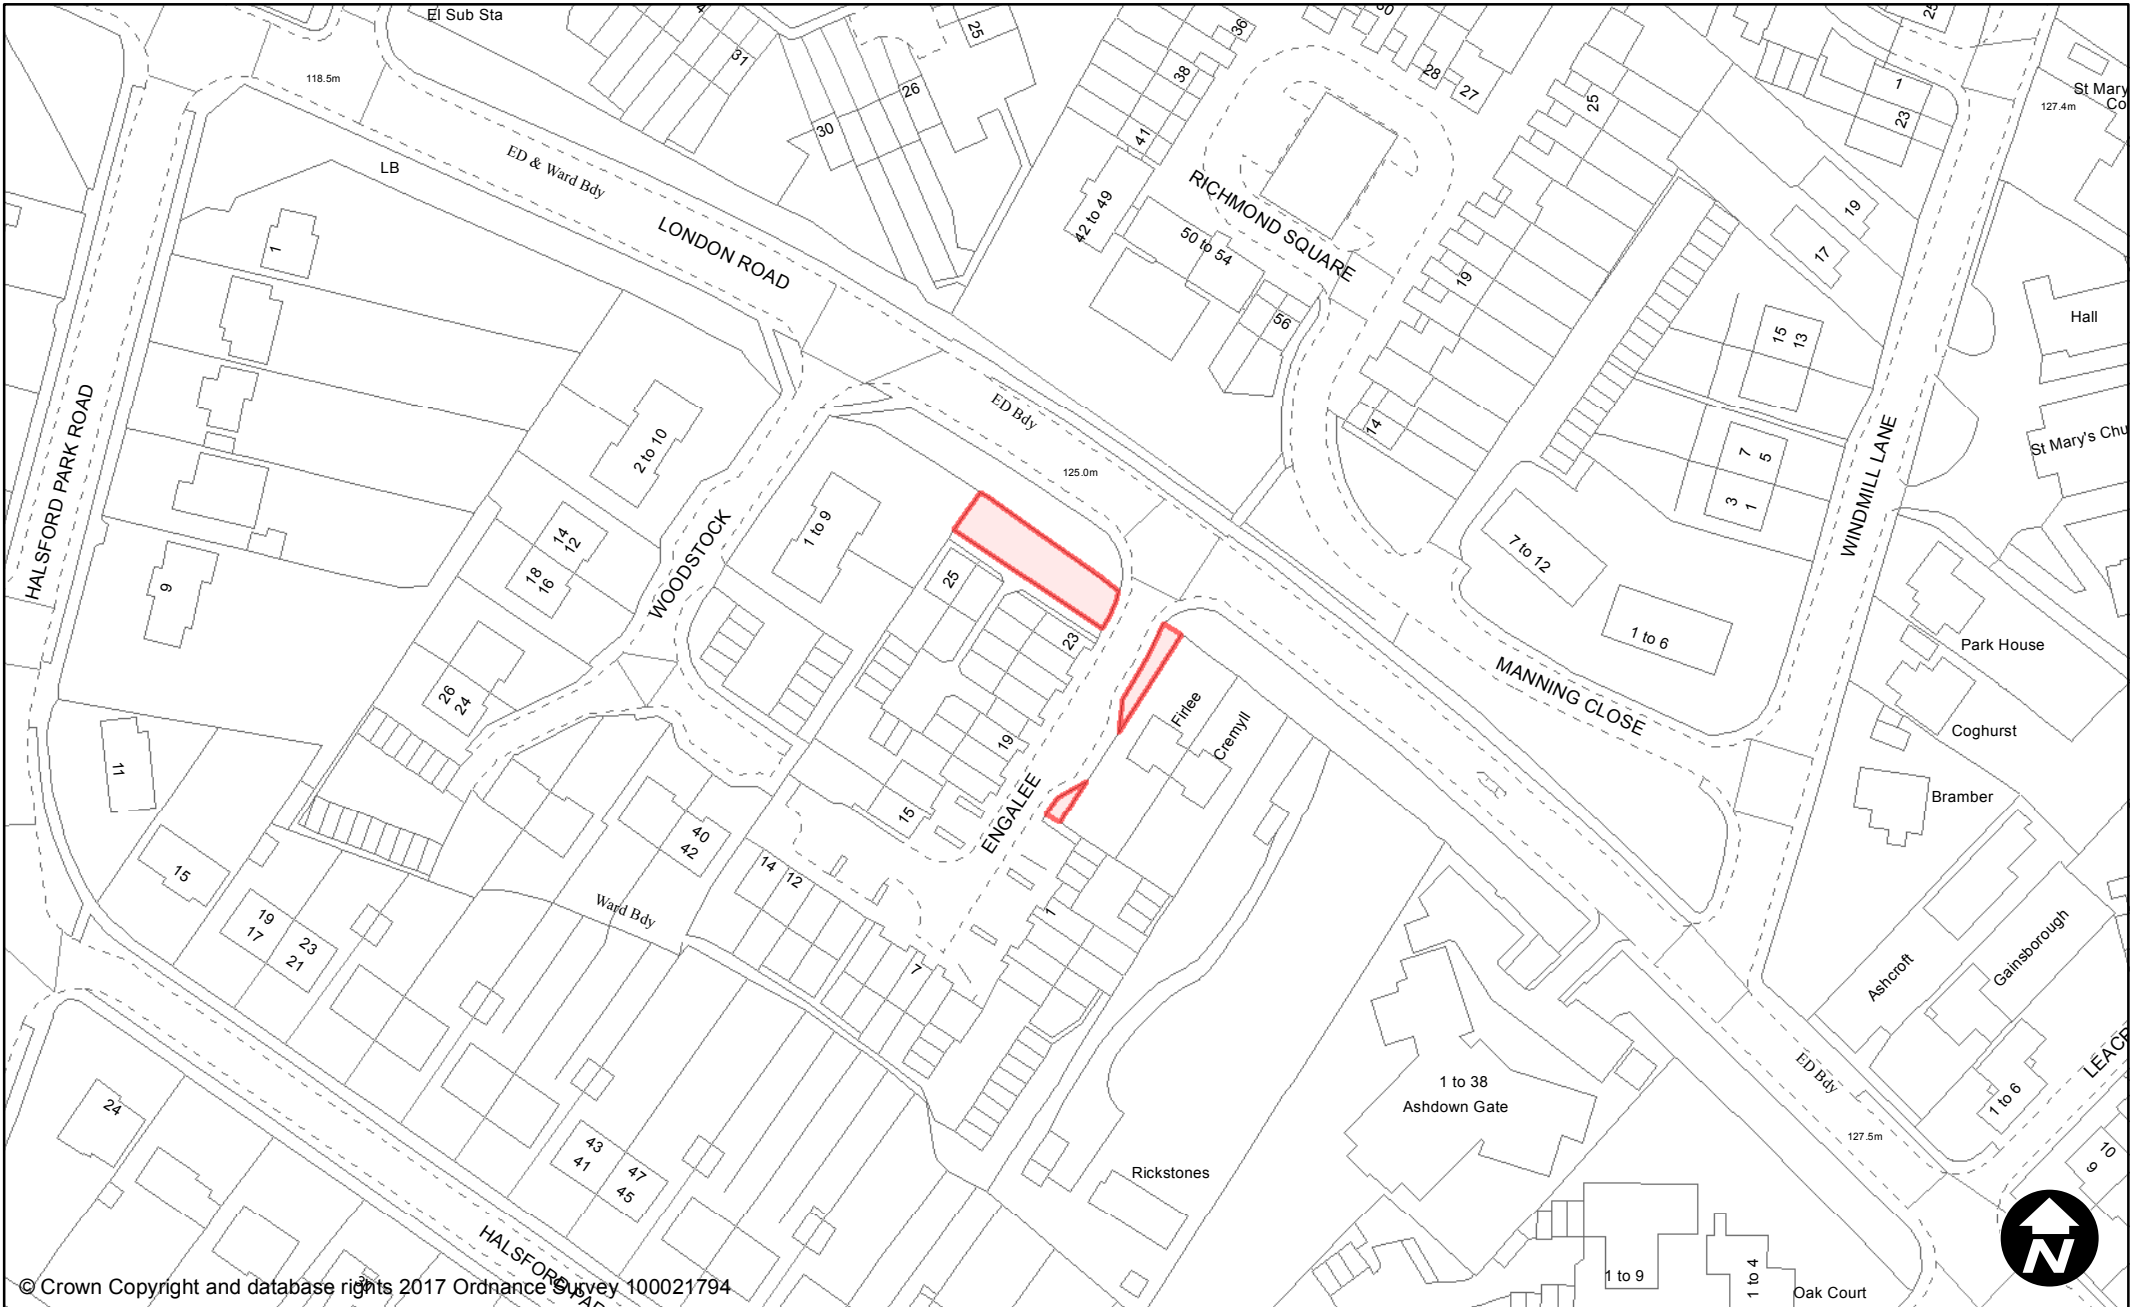 El Sub Sta
118.5m
31
25
26
30
36
38
41
28
27
25
1
23
127.4m
St Mary
Co
LB
ED & Ward Bdy
LONDON ROAD
42 to 49
RICHMOND SQUARE
50 to 54
56
19
19
17
1
Hall
15
13
HALSFORD PARK ROAD
2 to 10
ED Bdy
125.0m
14
7
5
3
1
WINDMILL LANE
St Mary's Chu
1 to 9
14
12
18
16
WOODSTOCK
25
23
7 to 12
1 to 6
Park House
9
26
24
Firlee
Cremyll
MANNING CLOSE
Coghurst
19
11
ENGALEE
15
Bramber
40
42
14
12
15
Ward Bdy
1
19
17
23
21
7
Ashcroft
Gainsborough
24
43
41
47
45
1 to 38
Ashdown Gate
ED Bdy
127.5m
1 to 6
LEACR
10
9
Rickstones
HALSFORD PAR
1 to 9
1 to 4
Oak Court
N
© Crown Copyright and database rights 2017 Ordnance Survey 100021794